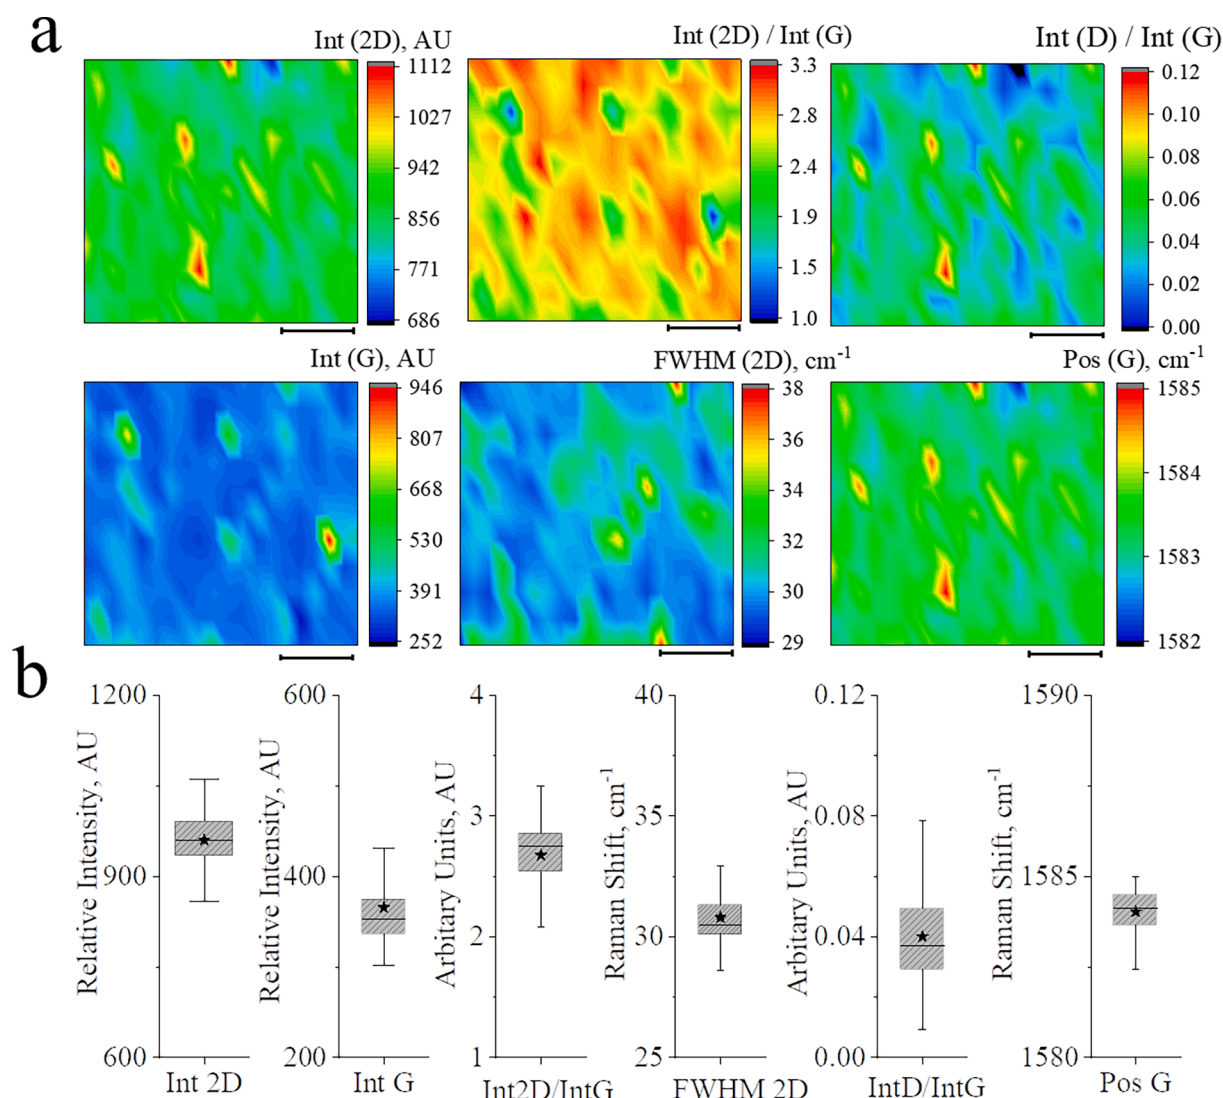 a
Int (2D), AU
1112
1027
942
856
771
686
Int (2D) / Int (G)
3.3
2.8
2.4
1.9
1.5
1.0
Int (D) / Int (G)
0.12
0.10
0.08
0.06
0.04
0.02
0.00
Int (G), AU
946
807
668
530
391
252
FWHM (2D), cm-1
38
36
34
32
30
29
Pos (G), cm-1
1585
1584
1583
1582
b
Relative Intensity, AU
1200
900
600
Int 2D
Relative Intensity, AU
600
400
200
Int G
Arbitary Units, AU
4
3
2
1
Int2D/IntG
Raman Shift, cm-1
40
35
30
25
FWHM 2D
Arbitary Units, AU
0.12
0.08
0.04
0.00
IntD/IntG
Raman Shift, cm-1
1590
1585
1580
Pos G